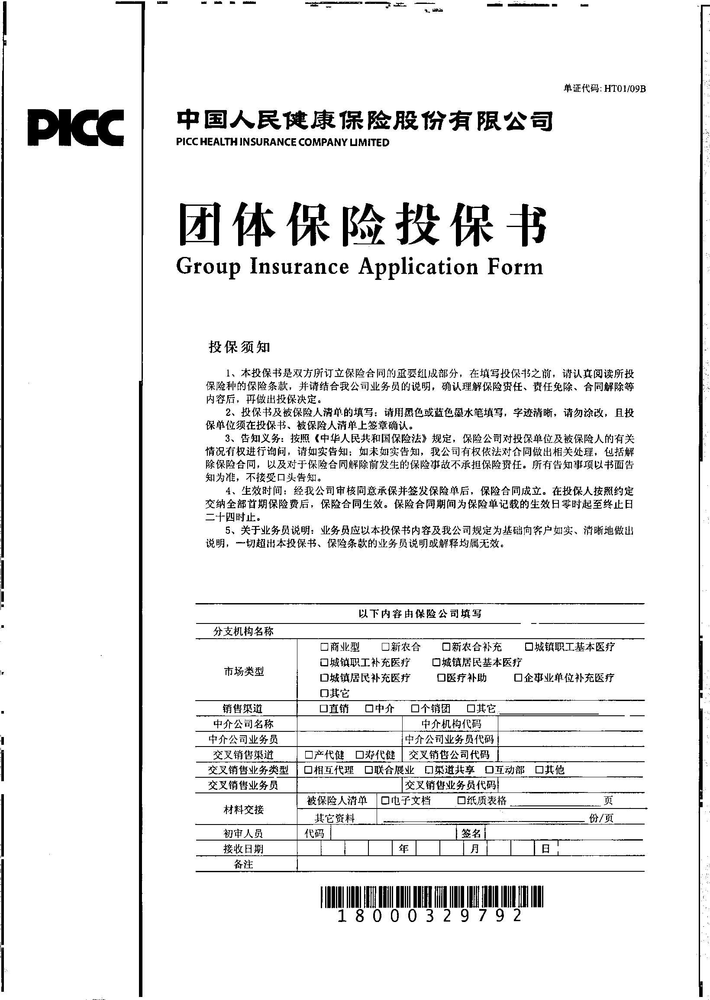 单证代码: HT01/09B
PICC
中国人民健康保险股份有限公司
PICC HEALTH INSURANCE COMPANY LIMITED
团体保险投保书
Group Insurance Application Form
投保须知
1、本投保书是双方所订立保险合同的重要组成部分，在填写投保书之前，请认真阅读所投
保险种的保险条款，并请结合我公司业务员的说明，确认理解保险责任、责任免除、合同解除等
内容后，再做出投保决定。
2、投保书及被保险人清单的填写：请用黑色或蓝色墨水笔填写，字迹清晰，请勿涂改，且投
保单位须在投保书、被保险人清单上签章确认。
3、告知义务：按照《中华人民共和国保险法》规定，保险公司对投保单位及被保险人的有关
情况有权进行询问，请如实告知；如未如实告知，我公司有权依法对合同做出相关处理，包括解
除保险合同，以及对于保险合同解除前发生的保险事故不承担保险责任。所有告知事项以书面告
知为准，不接受口头告知。
4、生效时间：经我公司审核同意承保并签发保险单后，保险合同成立。在投保人按照约定
交纳全部首期保险费后，保险合同生效。保险合同期间为保险单记载的生效日零时起至终止日
二十四时止。
5、关于业务员说明：业务员应以本投保书内容及我公司规定为基础向客户如实、清晰地做出
说明，一切超出本投保书、保险条款的业务员说明或解释均属无效。
以下内容由保险公司填写
分支机构名称
市场类型
□商业型 □新农合 □新农合补充 □城镇职工基本医疗
□城镇职工补充医疗 □城镇居民基本医疗
□城镇居民补充医疗 □医疗补助 □企事业单位补充医疗
□其它
销售渠道 □直销 □中介 □个销团 □其它
中介公司名称 中介机构代码
中介公司业务员 中介公司业务员代码
交叉销售渠道 □产代健 □寿代健 交叉销售公司代码
交叉销售业务类型 □相互代理 □联合展业 □渠道共享 □互动部 □其他
交叉销售业务员 交叉销售业务员代码
材料交接
被保险人清单 □电子文档 □纸质表格 页
其它资料 份/页
初审人员 代码 签名
接收日期 年 月 日
备注
18000329792